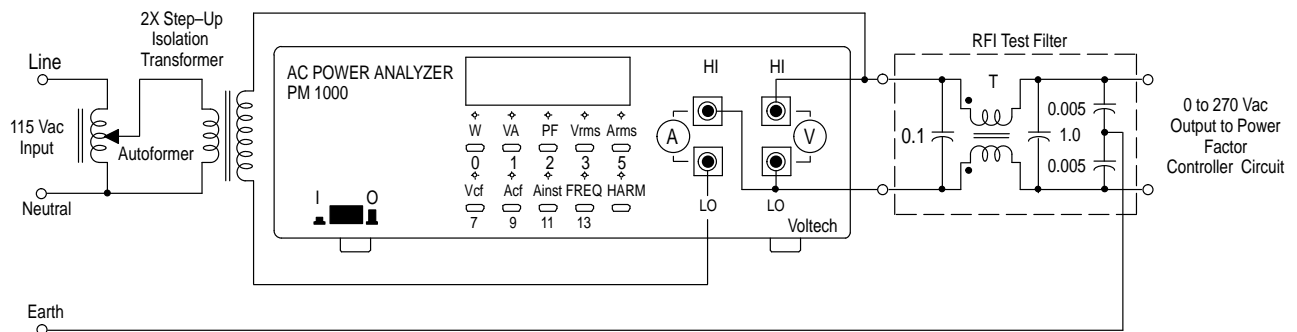 2X Step–Up
Isolation
Transformer
Line
115 Vac
Input
Autoformer
Neutral
Earth
AC POWER ANALYZER
PM 1000
W VA PF Vrms Arms
0 1 2 3 5
Vcf Acf Ainst FREQ HARM
7 9 11 13
I O
HI HI
A V
LO LO
Voltech
RFI Test Filter
T
0.1
1.0
0.005
0.005
0 to 270 Vac
Output to Power
Factor
Controller Circuit